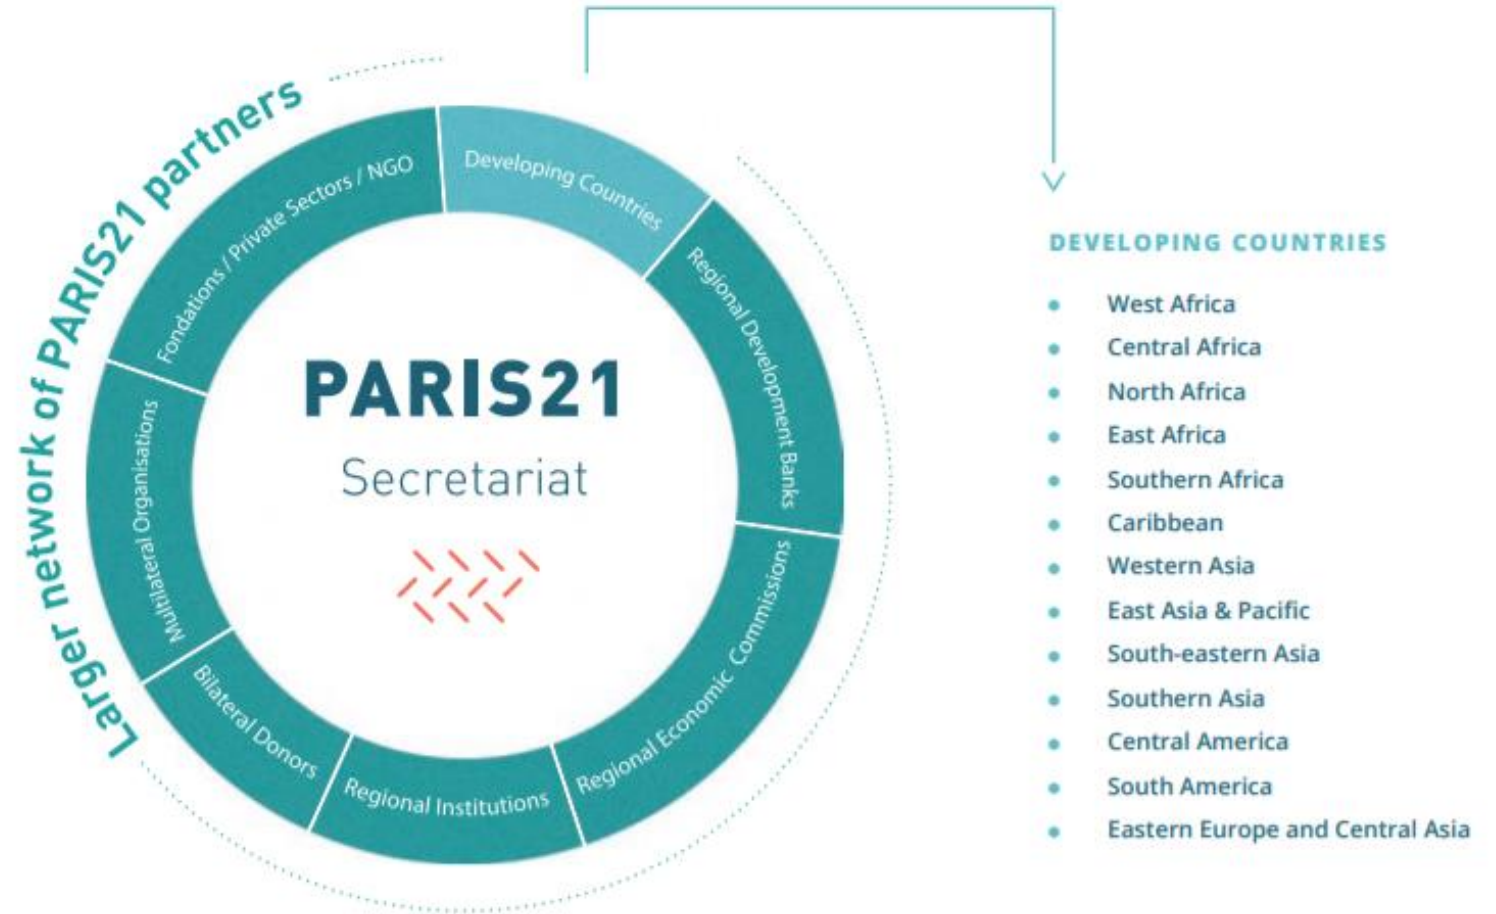 Larger network of PARIS21 partners
Fondations / Private Sectors / NGO
Developing Countries
Regional Development Banks
Regional Economic Commissions
Regional Institutions
Bilateral Donors
Multilateral Organisations
PARIS21
Secretariat
DEVELOPING COUNTRIES
West Africa
Central Africa
North Africa
East Africa
Southern Africa
Caribbean
Western Asia
East Asia & Pacific
South-eastern Asia
Southern Asia
Central America
South America
Eastern Europe and Central Asia